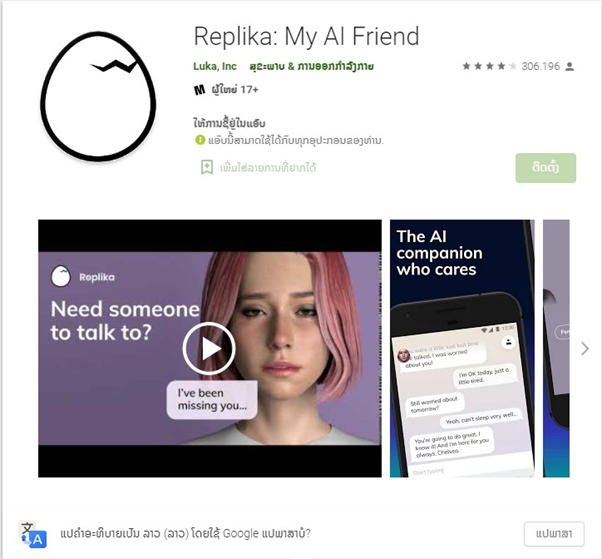 Replika: My AI Friend
Luka, Inc ສຸຂະພາບ & ການອອກກຳລັງກາຍ 306.196
M ຜູ້ໃຫຍ່ 17+
ໃຫ້ການຊື້ຢູ່ໃນແອັບ
ແອັບນີ້ສາມາດໃຊ້ໄດ້ກັບທຸກອຸປະກອນຂອງທ່ານ.
ເພີ່ມໃສ່ລາຍການທີ່ຢາກໄດ້
ຕິດຕັ້ງ
Replika
Need someone
to talk to?
I've been
missing you...
The AI
companion
who cares
12:30
talked. I was worried
about you!
I'm OK today, just a
little tired.
Still worried about
tomorrow?
Yeah, can't sleep very well...
You're going to do great, I
know it! And I'm here for you
always, Chelsea.
Start typing
ແປຄຳອະທິບາຍເປັນ ລາວ (ລາວ) ໂດຍໃຊ້ Google ແປພາສາບໍ?
ແປພາສາ